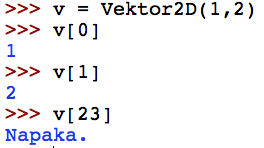 >>> v = Vektor2D(1,2)
>>> v[0]
1
>>> v[1]
2
>>> v[23]
Napaka.